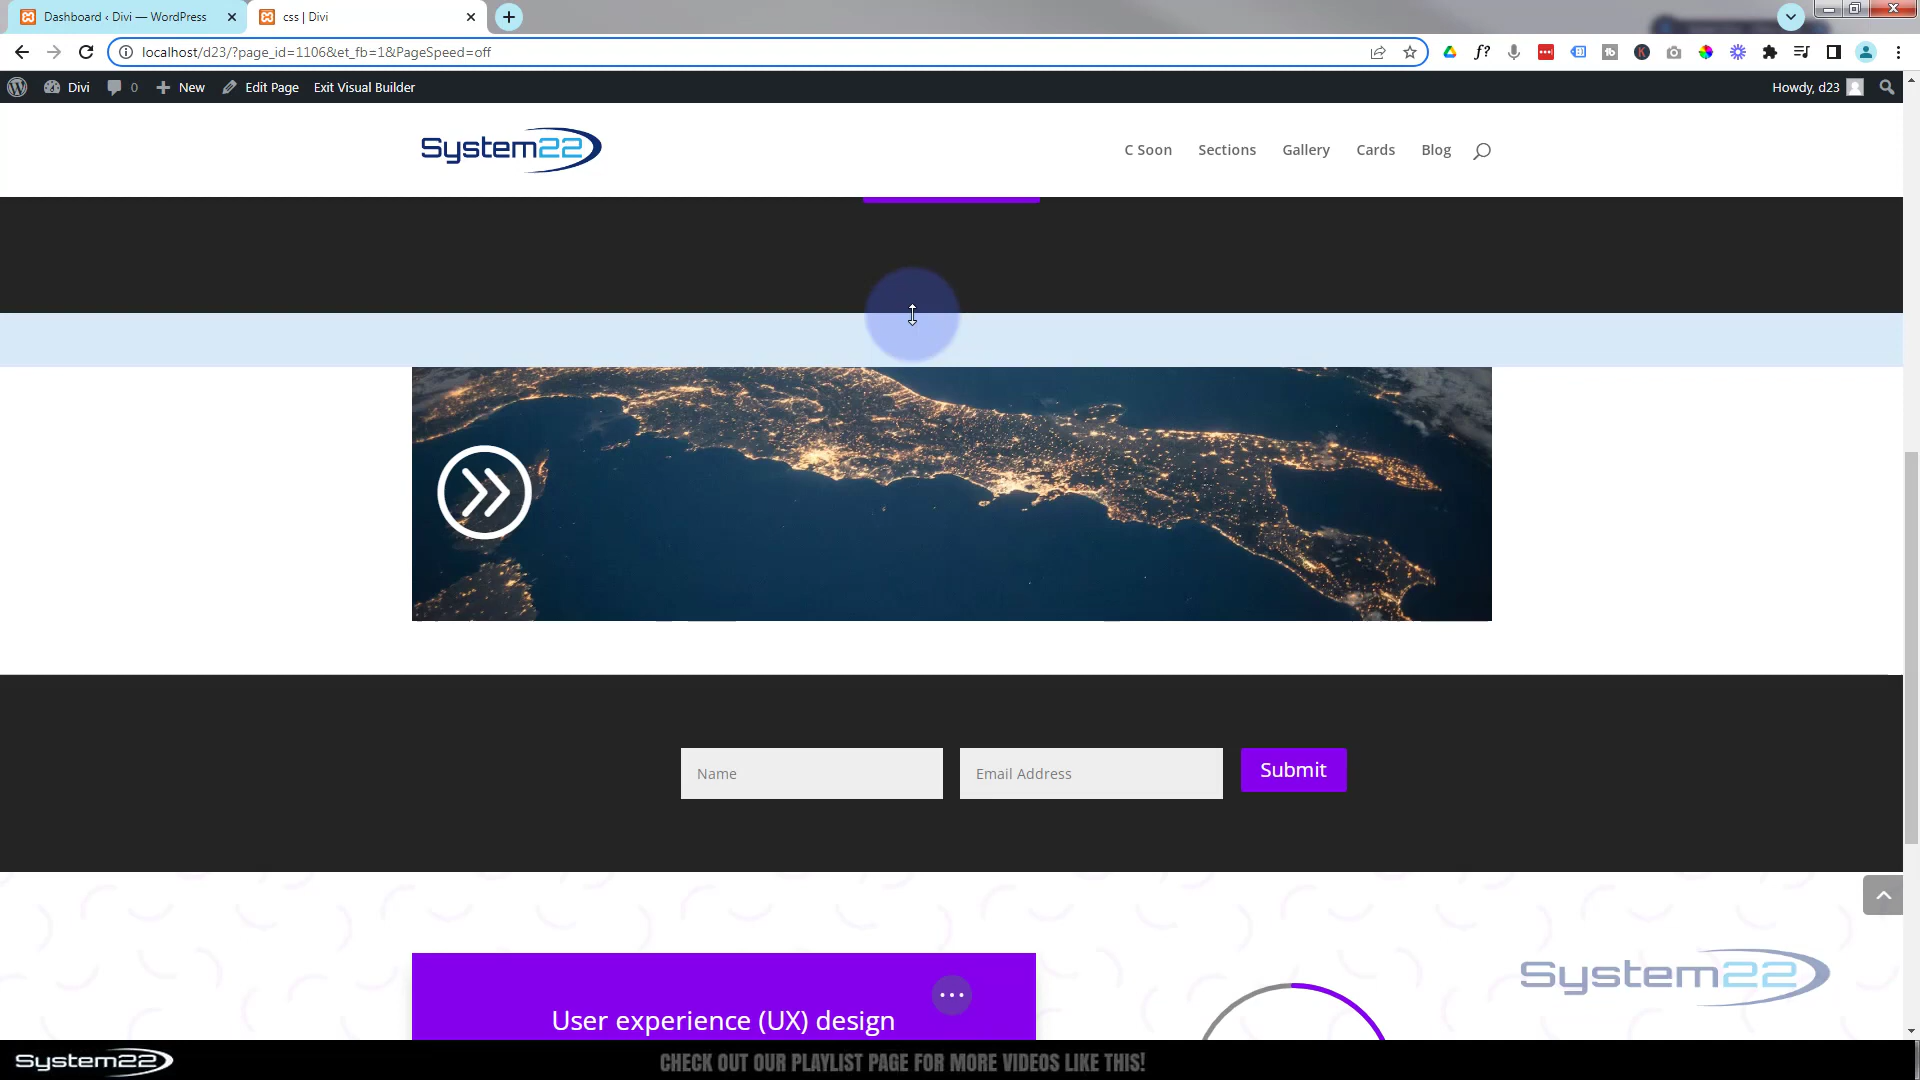 Dashboard ‹ Divi — WordPress
css | Divi
localhost/d23/?page_id=1106&et_fb=1&PageSpeed=off
f?
Divi
0
New
Edit Page
Exit Visual Builder
Howdy, d23
System22
C Soon
Sections
Gallery
Cards
Blog
Name
Email Address
Submit
System22
User experience (UX) design
System22
CHECK OUT OUR PLAYLIST PAGE FOR MORE VIDEOS LIKE THIS!